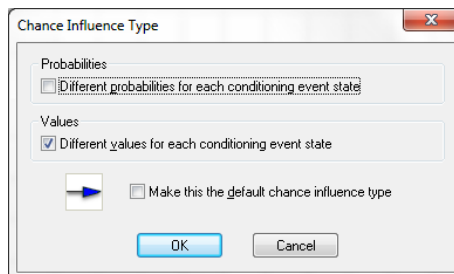 Chance Influence Type
Probabilities
Different probabilities for each conditioning event state
Values
Different values for each conditioning event state
Make this the default chance influence type
OK
Cancel